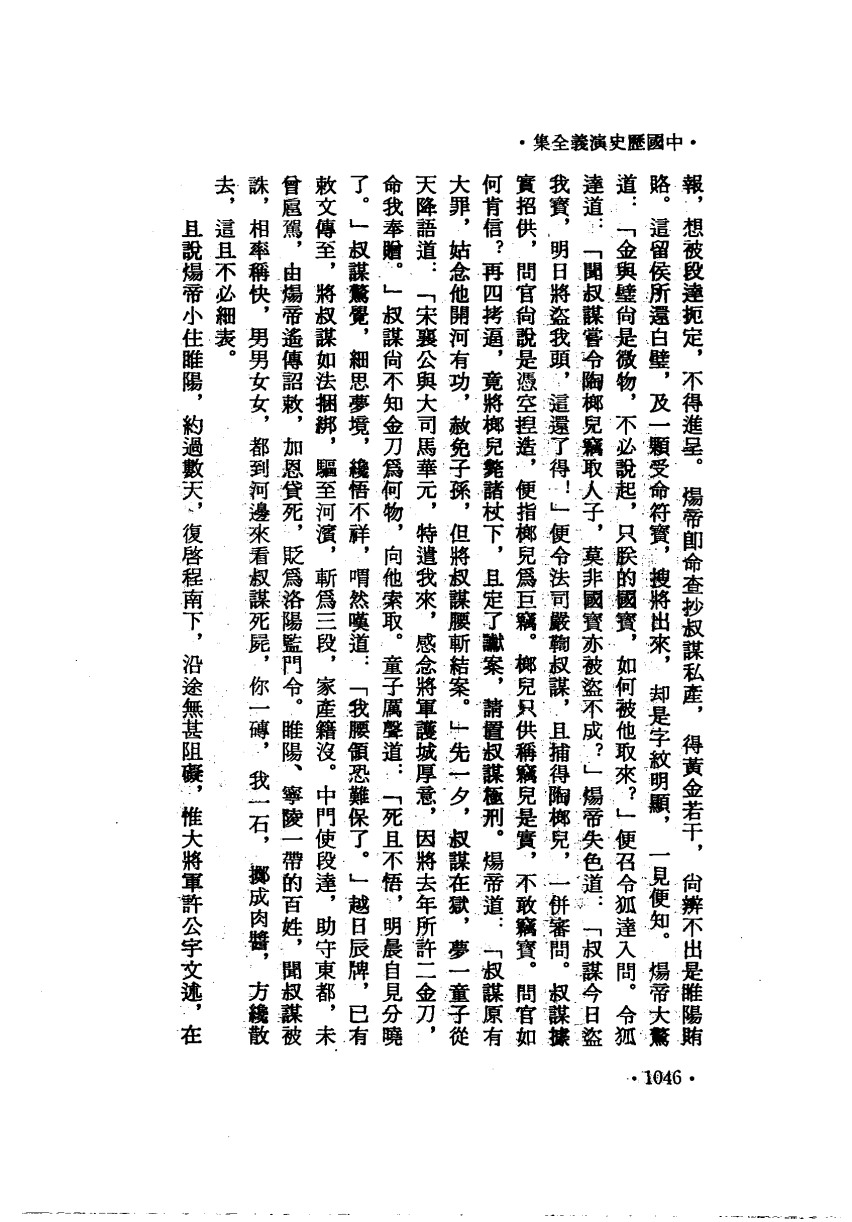 ·中國歷史演義全集·
報，想被段達扼定，不得進呈。煬帝卽命查抄叔謀私產，得黃金若干，尙辨不出是睢陽賄
賂。這留侯所還白璧，及一顆受命符寶，搜將出來，却是字紋明顯，一見便知。煬帝大驚
道：「金與璧尙是微物，不必說起，只朕的國寶，如何被他取來？」便召令狐達入問。令狐
達道：「聞叔謀嘗令陶榔兒竊取人子，莫非國寶亦被盜不成？」煬帝失色道：「叔謀今日盜
我寶，明日將盜我頭，這還了得！」便令法司嚴鞫叔謀，且捕得陶榔兒，一併審問。叔謀據
實招供，問官尙說是憑空揑造，便指榔兒爲巨竊。榔兒只供稱竊兒是實，不敢竊寶。問官如
何肯信？再四拷逼，竟將榔兒斃諸杖下，且定了讞案，請置叔謀極刑。煬帝道：「叔謀原有
大罪，姑念他開河有功，赦免子孫，但將叔謀腰斬結案。」先一夕，叔謀在獄，夢一童子從
天降語道：「宋襄公與大司馬華元，特遣我來，感念將軍護城厚意，因將去年所許二金刀，
命我奉贈。」叔謀尙不知金刀爲何物，向他索取。童子厲聲道：「死且不悟，明晨自見分曉
了。」叔謀驚覺，細思夢境，纔悟不祥，喟然嘆道：「我腰領恐難保了。」越日辰牌，已有
敕文傳至，將叔謀如法捆綁，驅至河濱，斬爲三段，家產籍沒。中門使段達，助守東都，未
曾扈駕，由煬帝遙傳詔敕，加恩貸死，貶爲洛陽監門令。睢陽、寧陵一帶的百姓，聞叔謀被
誅，相率稱快，男男女女，都到河邊來看叔謀死屍，你一磚，我一石，擲成肉醬，方纔散
去，這且不必細表。
且說煬帝小住睢陽，約過數天，復啓程南下，沿途無甚阻礙，惟大將軍許公宇文述，在
·1046·